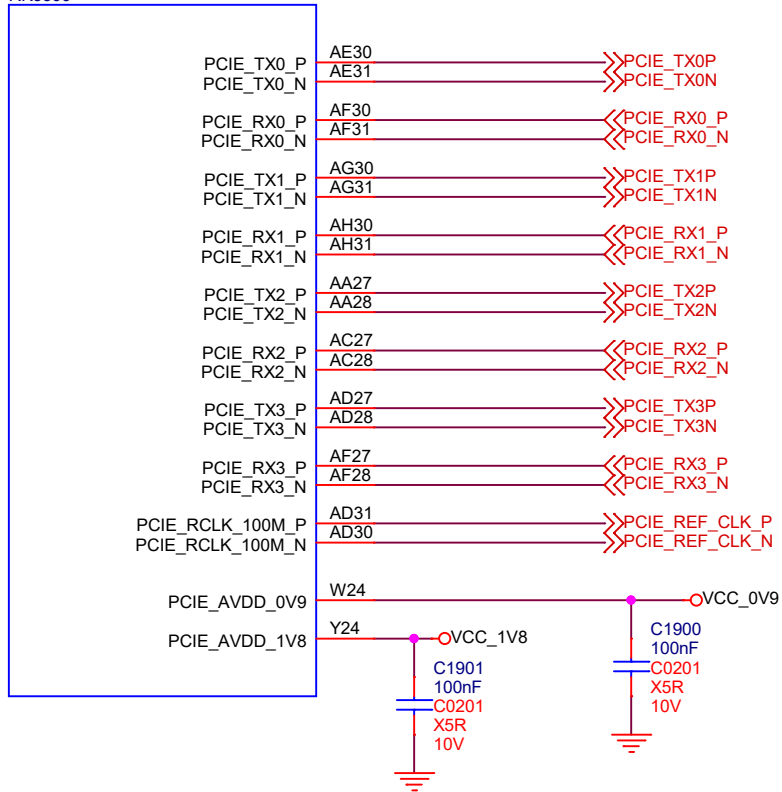 PCIE_TX0_P AE30 PCIE_TX0P
PCIE_TX0_N AE31 PCIE_TX0N
PCIE_RX0_P AF30 PCIE_RX0_P
PCIE_RX0_N AF31 PCIE_RX0_N
PCIE_TX1_P AG30 PCIE_TX1P
PCIE_TX1_N AG31 PCIE_TX1N
PCIE_RX1_P AH30 PCIE_RX1_P
PCIE_RX1_N AH31 PCIE_RX1_N
PCIE_TX2_P AA27 PCIE_TX2P
PCIE_TX2_N AA28 PCIE_TX2N
PCIE_RX2_P AC27 PCIE_RX2_P
PCIE_RX2_N AC28 PCIE_RX2_N
PCIE_TX3_P AD27 PCIE_TX3P
PCIE_TX3_N AD28 PCIE_TX3N
PCIE_RX3_P AF27 PCIE_RX3_P
PCIE_RX3_N AF28 PCIE_RX3_N
PCIE_RCLK_100M_P AD31 PCIE_REF_CLK_P
PCIE_RCLK_100M_N AD30 PCIE_REF_CLK_N
PCIE_AVDD_0V9 W24 VCC_0V9
PCIE_AVDD_1V8 Y24 VCC_1V8
C1900
100nF
C0201
X5R
10V
C1901
100nF
C0201
X5R
10V